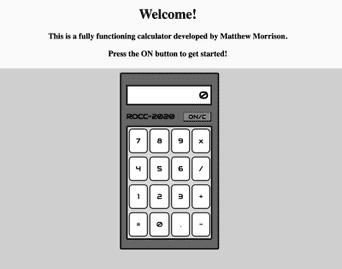 Welcome!
This is a fully functioning calculator developed by Matthew Morrison.
Press the ON button to get started!
0
ROCC-2020 ON/C
7 8 9 x
4 5 6 /
1 2 3 +
= 0 . -